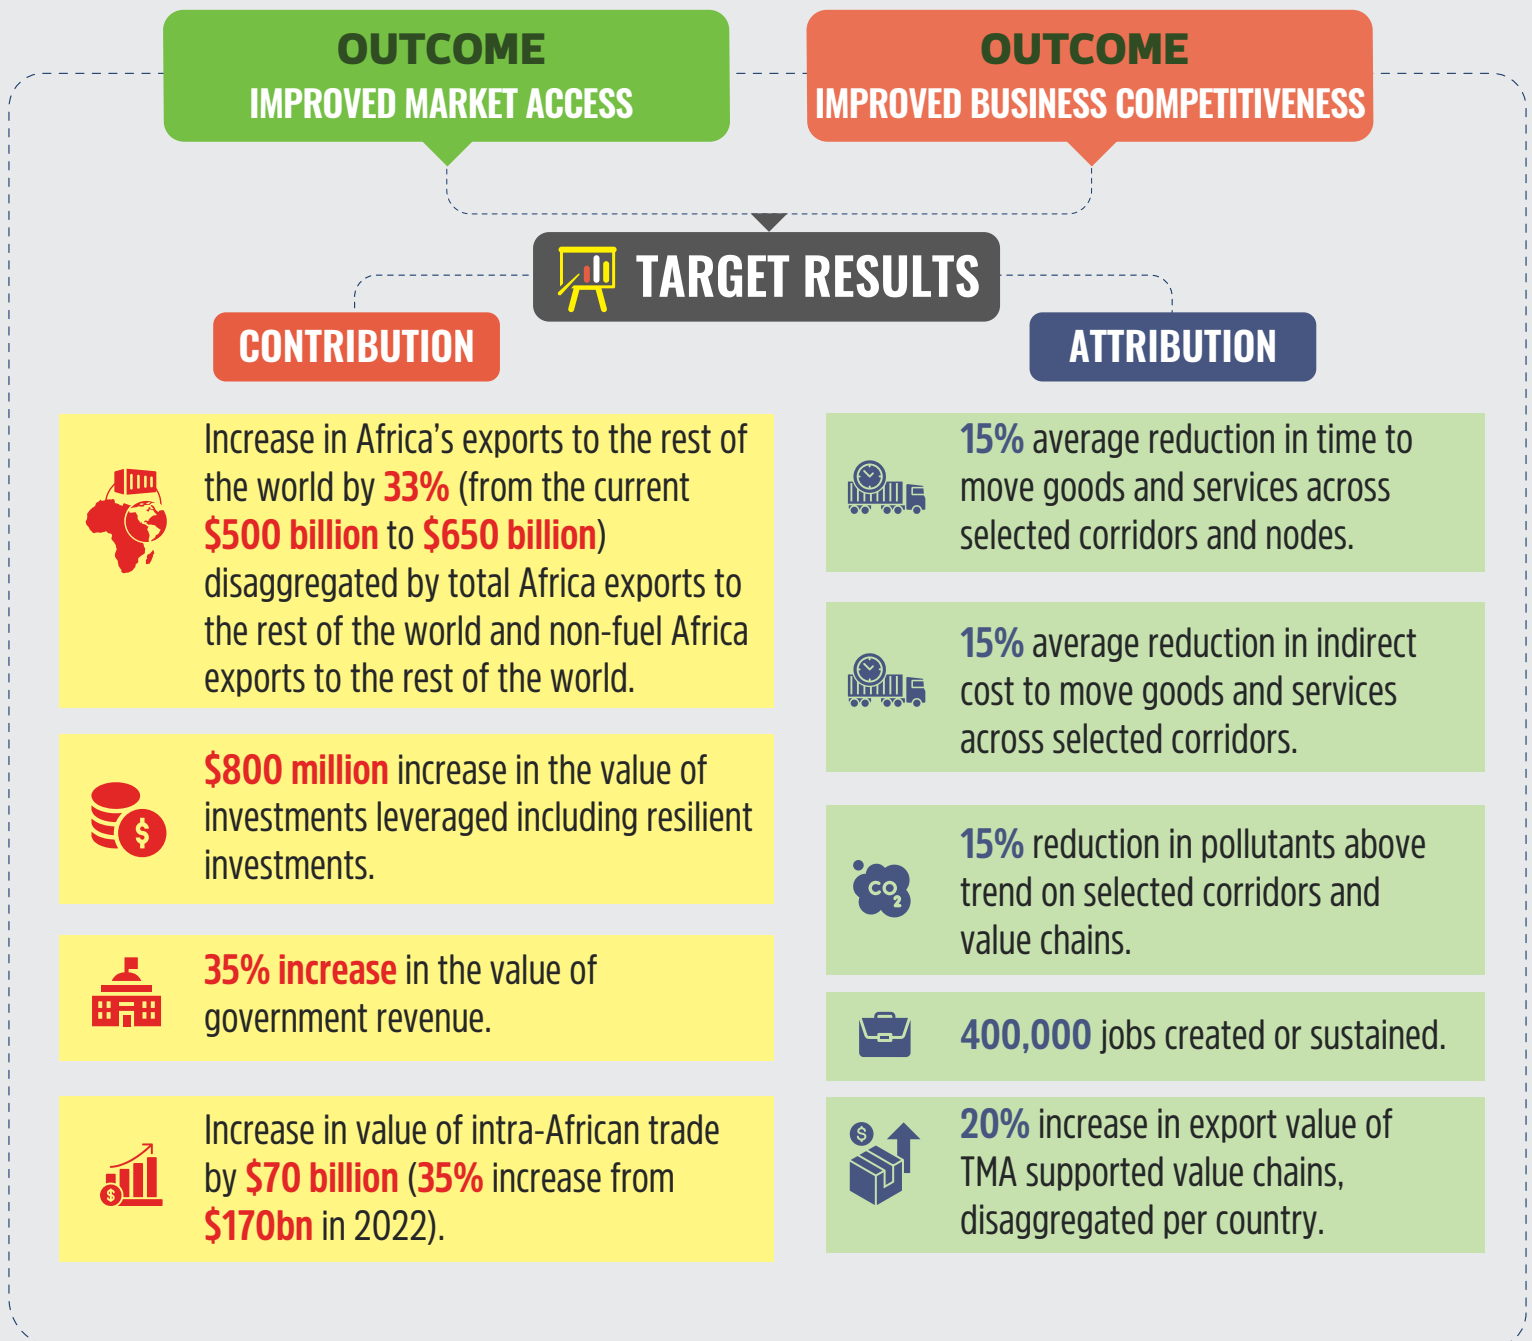 OUTCOME
IMPROVED MARKET ACCESS
OUTCOME
IMPROVED BUSINESS COMPETITIVENESS
TARGET RESULTS
CONTRIBUTION
Increase in Africa's exports to the rest of
the world by 33% (from the current
$500 billion to $650 billion)
disaggregated by total Africa exports to
the rest of the world and non-fuel Africa
exports to the rest of the world.
$
$800 million increase in the value of
investments leveraged including resilient
investments.
35% increase in the value of
government revenue.
$
Increase in value of intra-African trade
by $70 billion (35% increase from
$170bn in 2022).
ATTRIBUTION
15% average reduction in time to
move goods and services across
selected corridors and nodes.
15% average reduction in indirect
cost to move goods and services
across selected corridors.
CO2
15% reduction in pollutants above
trend on selected corridors and
value chains.
400,000 jobs created or sustained.
$
20% increase in export value of
TMA supported value chains,
disaggregated per country.